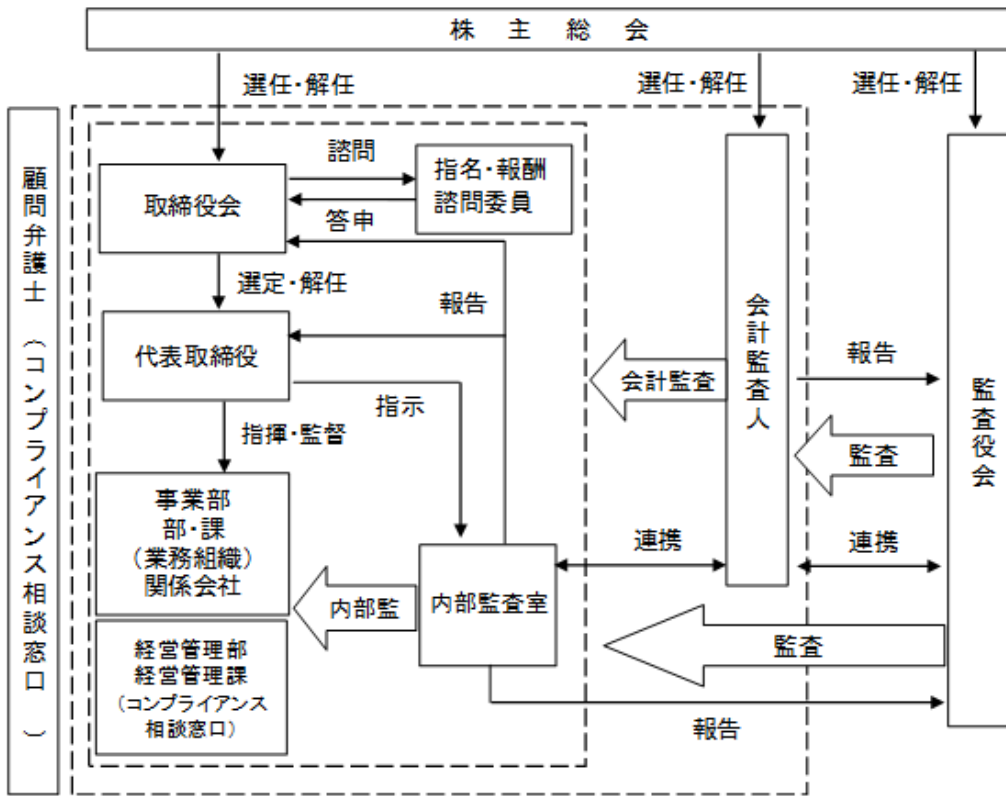 株主総会
選任・解任
選任・解任
選任・解任
顧問弁護士（コンプライアンス相談窓口）
諮問
指名・報酬
諮問委員
取締役会
答申
選定・解任
報告
代表取締役
会計監査
会計監査人
報告
監査役会
指示
指揮・監督
監査
事業部
部・課
（業務組織）
関係会社
連携
連携
内部監
内部監査室
監査
経営管理部
経営管理課
（コンプライアンス
相談窓口）
報告